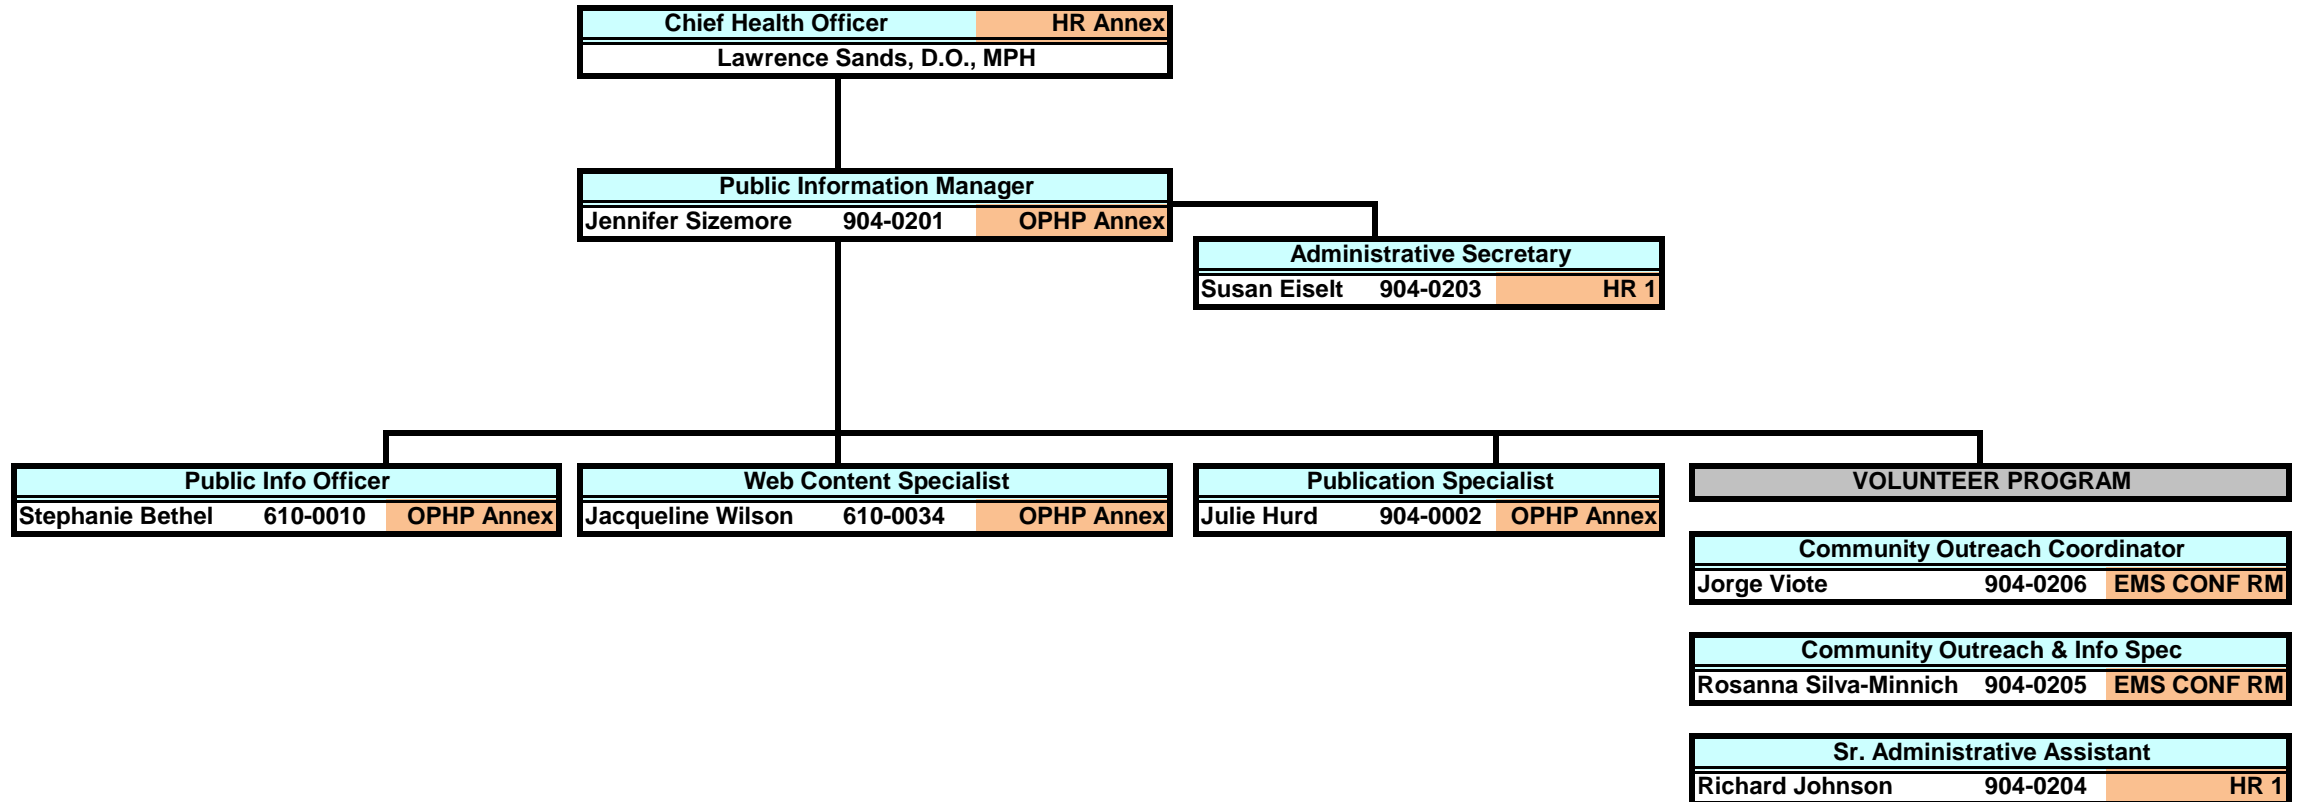 Chief Health Officer HR Annex
Lawrence Sands, D.O., MPH
Public Information Manager
Jennifer Sizemore 904-0201 OPHP Annex
Administrative Secretary
Susan Eiselt 904-0203 HR 1
Public Info Officer
Stephanie Bethel 610-0010 OPHP Annex
Web Content Specialist
Jacqueline Wilson 610-0034 OPHP Annex
Publication Specialist
Julie Hurd 904-0002 OPHP Annex
VOLUNTEER PROGRAM
Community Outreach Coordinator
Jorge Viote 904-0206 EMS CONF RM
Community Outreach & Info Spec
Rosanna Silva-Minnich 904-0205 EMS CONF RM
Sr. Administrative Assistant
Richard Johnson 904-0204 HR 1